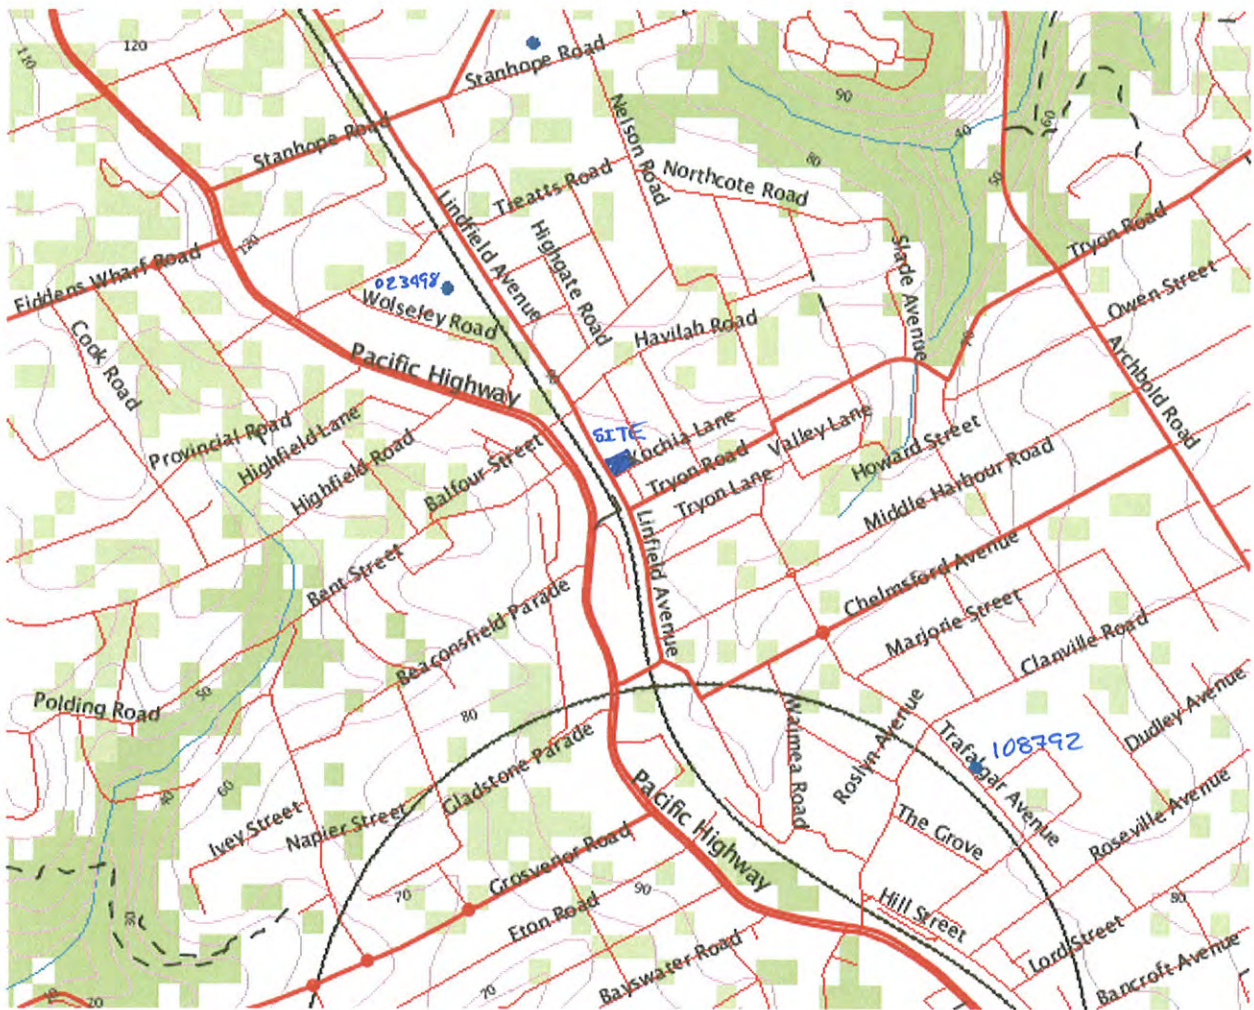 120
110
Stanhope Road
90
Nelson Road
60
40
Stanhope Road
80
50
Northcote Road
Treatts Road
Lindfield Avenue
Highgate Road
120
Tryon Road
Slade Avenue
Fiddens Wharf Road
023498
Wolseley Road
Owen Street
Cook Road
Havilah Road
Pacific Highway
Archbold Road
90
SITE
Kochia Lane
Valley Lane
Provincial Road
Highfield Lane
Highfield Road
Balfour Street
Tryon Road
Tryon Lane
Howard Street
Middle Harbour Road
Linfield Avenue
Bent Street
Chelmsford Avenue
Beaconsfield Parade
Marjorie Street
Clanville Road
50
Polding Road
80
Waimea Road
Roslyn Avenue
Trafalgar Avenue
108792
Dudley Avenue
Gladstone Parade
40
60
Pacific Highway
Ivey Street
Napier Street
The Grove
Roseville Avenue
Grosvenor Road
70
90
Eton Road
Hill Street
80
30
Lord Street
Bayswater Road
70
Bancroft Avenue
20